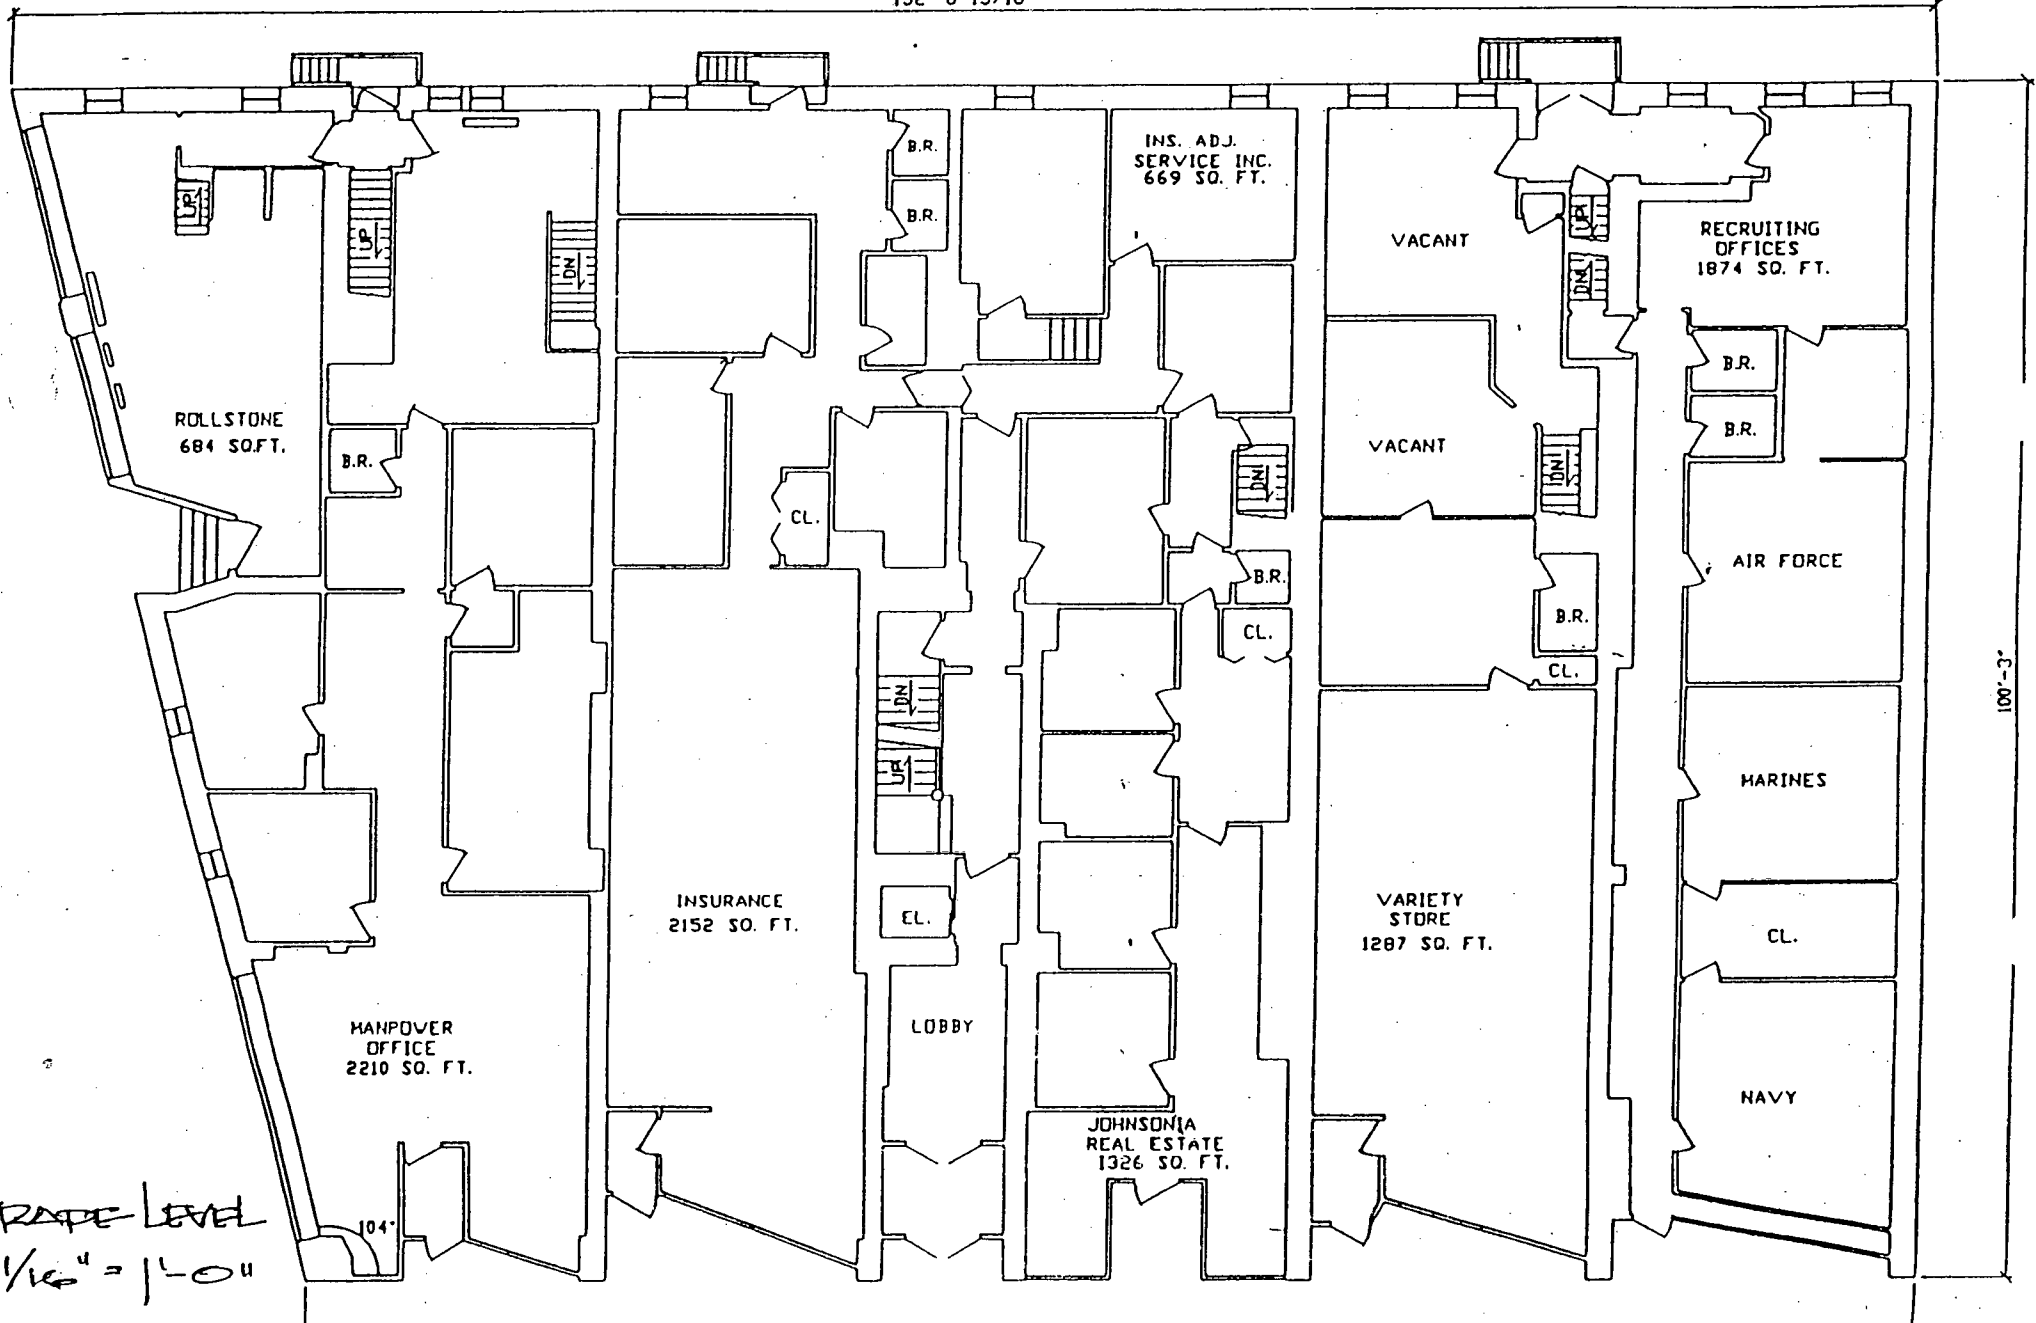 INS. ADJ.
SERVICE INC.
669 SQ. FT.
B.R.
B.R.
UP
UP
DN
VACANT
UP
DN
RECRUITING
OFFICES
1874 SQ. FT.
B.R.
B.R.
ROLLSTONE
684 SQ.FT.
B.R.
CL.
DN
VACANT
DN
AIR FORCE
B.R.
B.R.
CL.
CL.
DN
UP
100'-3"
MARINES
INSURANCE
2152 SQ. FT.
EL.
VARIETY
STORE
1287 SQ. FT.
CL.
MANPOWER
OFFICE
2210 SQ. FT.
LOBBY
NAVY
JOHNSONIA
REAL ESTATE
1326 SQ. FT.
104°
LEVEL
1/16" = 1'-0"